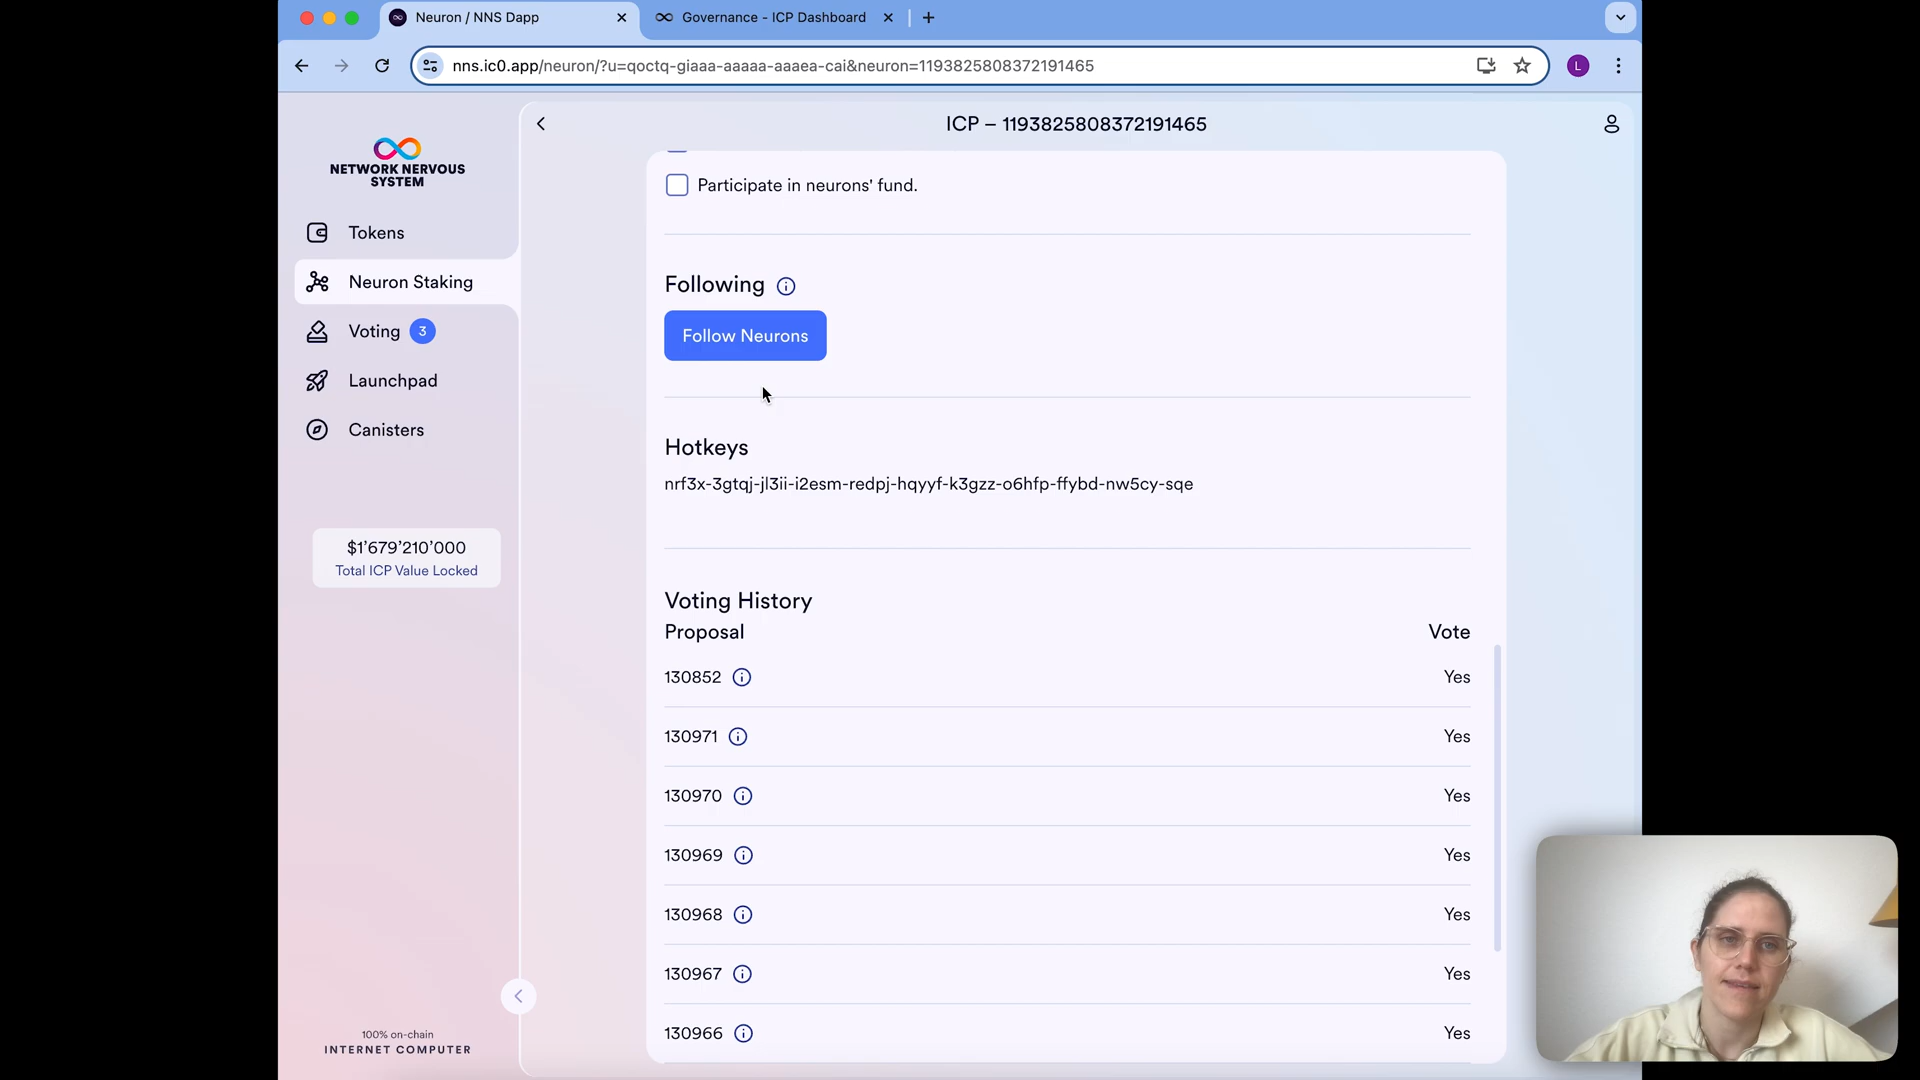 Neuron / NNS Dapp
Governance - ICP Dashboard
nns.ic0.app/neuron/?u=qoctq-giaaa-aaaaa-aaaea-cai&neuron=1193825808372191465
L
NETWORK NERVOUS
SYSTEM
Tokens
Neuron Staking
Voting 3
Launchpad
Canisters
$1’679’210’000
Total ICP Value Locked
100% on-chain
INTERNET COMPUTER
ICP – 1193825808372191465
Participate in neurons' fund.
Following
Follow Neurons
Hotkeys
nrf3x-3gtqj-jl3ii-i2esm-redpj-hqyyf-k3gzz-o6hfp-ffybd-nw5cy-sqe
Voting History
Proposal Vote
130852 Yes
130971 Yes
130970 Yes
130969 Yes
130968 Yes
130967 Yes
130966 Yes